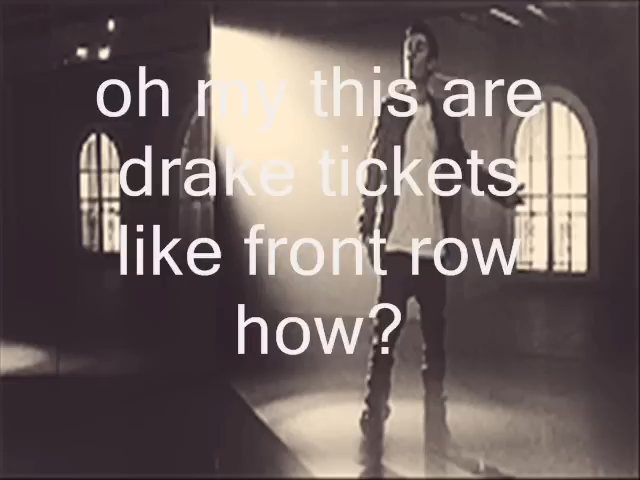 oh my this are
drake tickets
like front row
how?